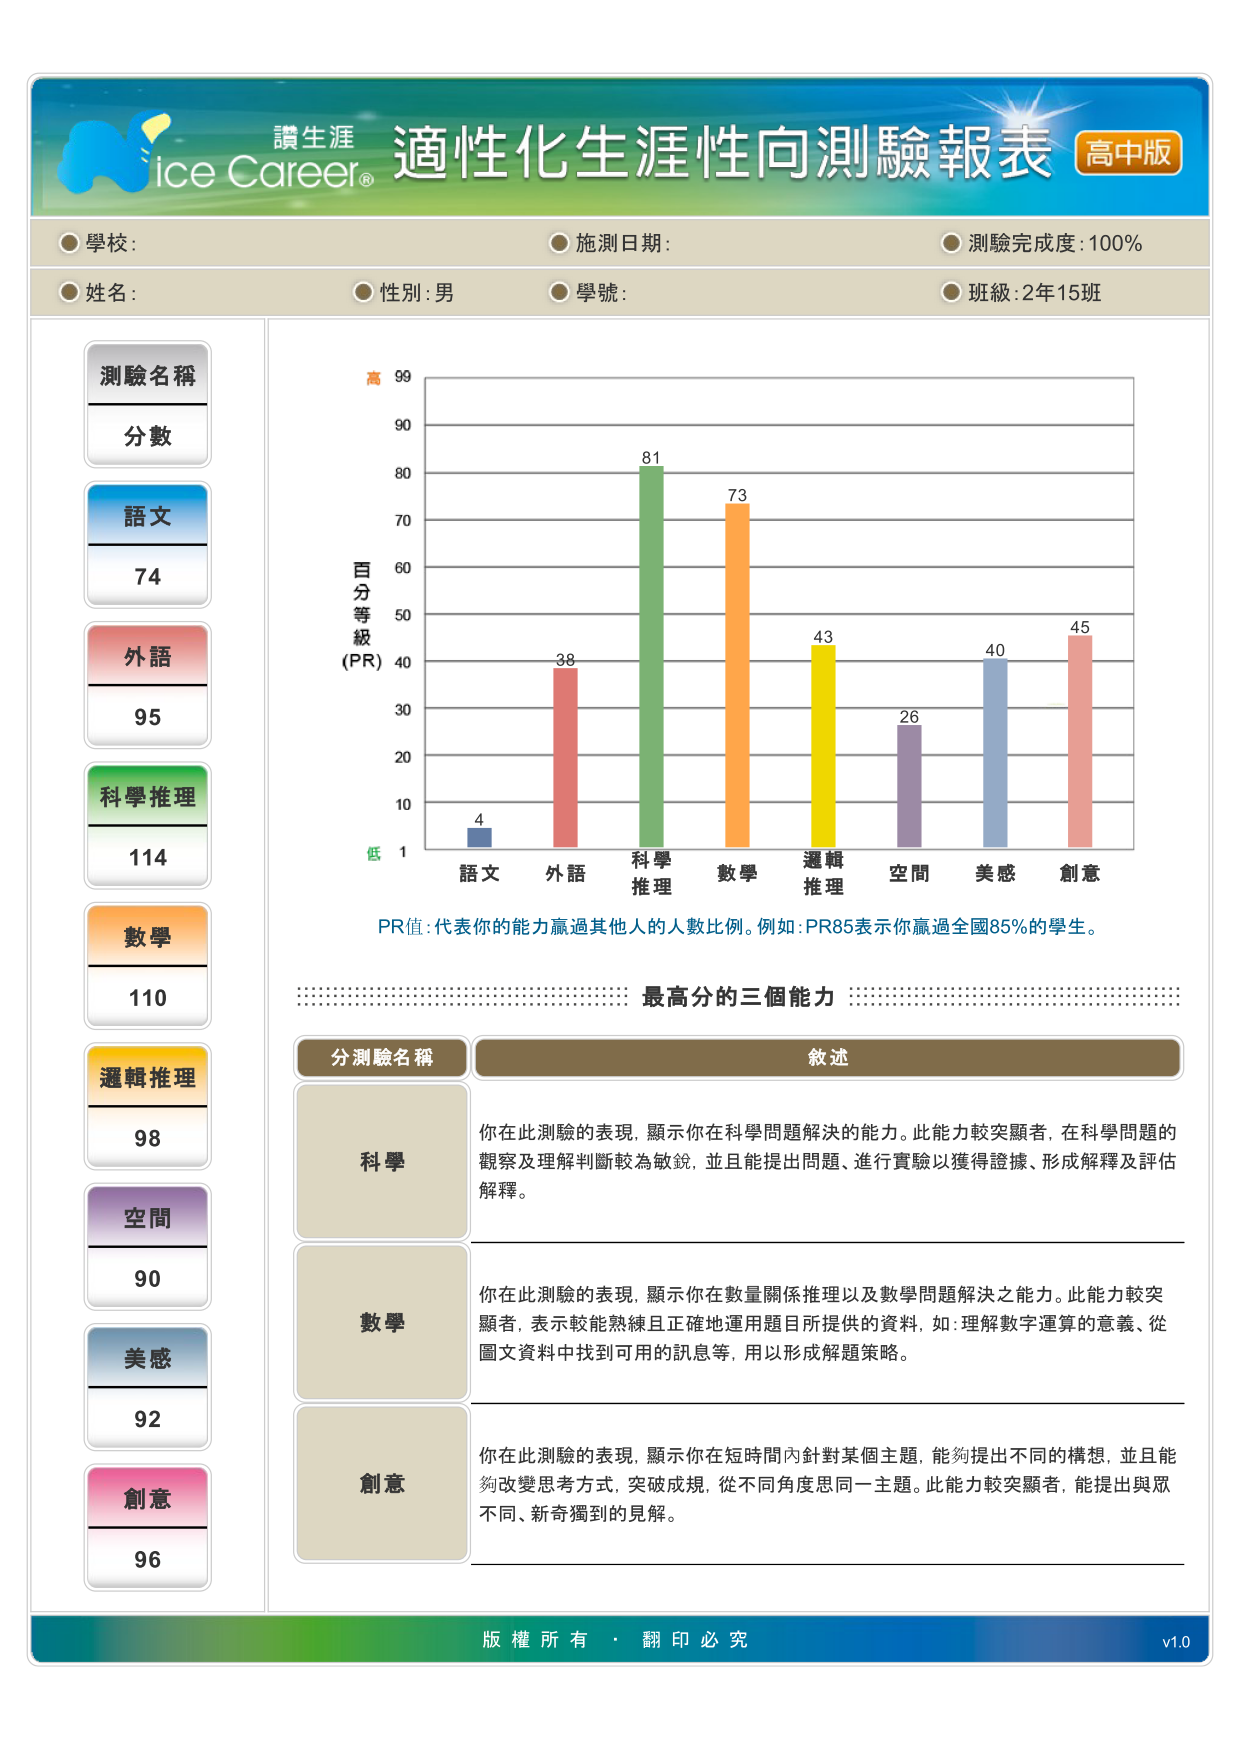 讚生涯
Nice Career®
適性化生涯性向測驗報表
高中版
學校：
施測日期：
測驗完成度：100%
姓名：
性別：男
學號：
班級：2年15班
測驗名稱
分數
語文
74
外語
95
科學推理
114
數學
110
邏輯推理
98
空間
90
美感
92
創意
96
高 99
90
80
70
60
50
40
30
20
10
低 1
百分等級(PR)
4
38
81
73
43
26
40
45
語文
外語
科學
推理
數學
邏輯
推理
空間
美感
創意
PR值：代表你的能力贏過其他人的人數比例。例如：PR85表示你贏過全國85%的學生。
最高分的三個能力
分測驗名稱
敘述
科學
你在此測驗的表現，顯示你在科學問題解決的能力。此能力較突顯者，在科學問題的
觀察及理解判斷較為敏銳，並且能提出問題、進行實驗以獲得證據、形成解釋及評估
解釋。
數學
你在此測驗的表現，顯示你在數量關係推理以及數學問題解決之能力。此能力較突
顯者，表示較能熟練且正確地運用題目所提供的資料，如：理解數字運算的意義、從
圖文資料中找到可用的訊息等，用以形成解題策略。
創意
你在此測驗的表現，顯示你在短時間內針對某個主題，能夠提出不同的構想，並且能
夠改變思考方式，突破成規，從不同角度思同一主題。此能力較突顯者，能提出與眾
不同、新奇獨到的見解。
版權所有 · 翻印必究
v1.0